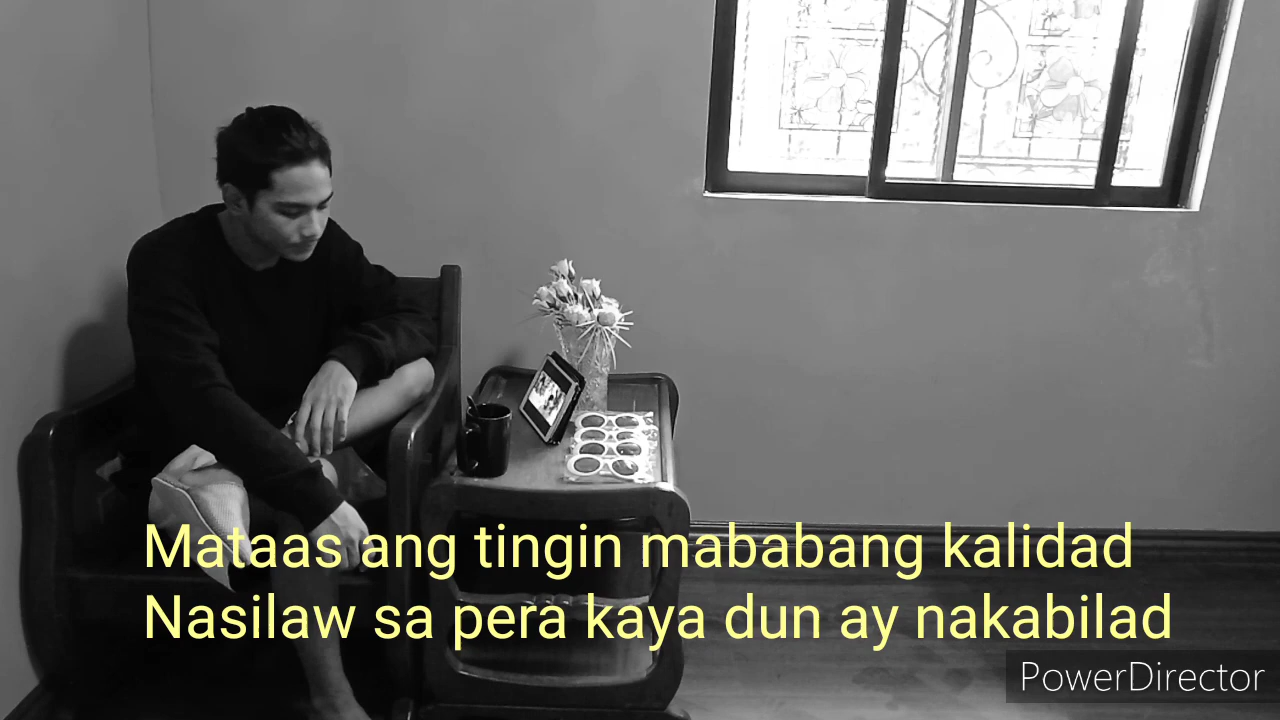 Mataas ang tingin mababang kalidad
Nasilaw sa pera kaya dun ay nakabilad
PowerDirector